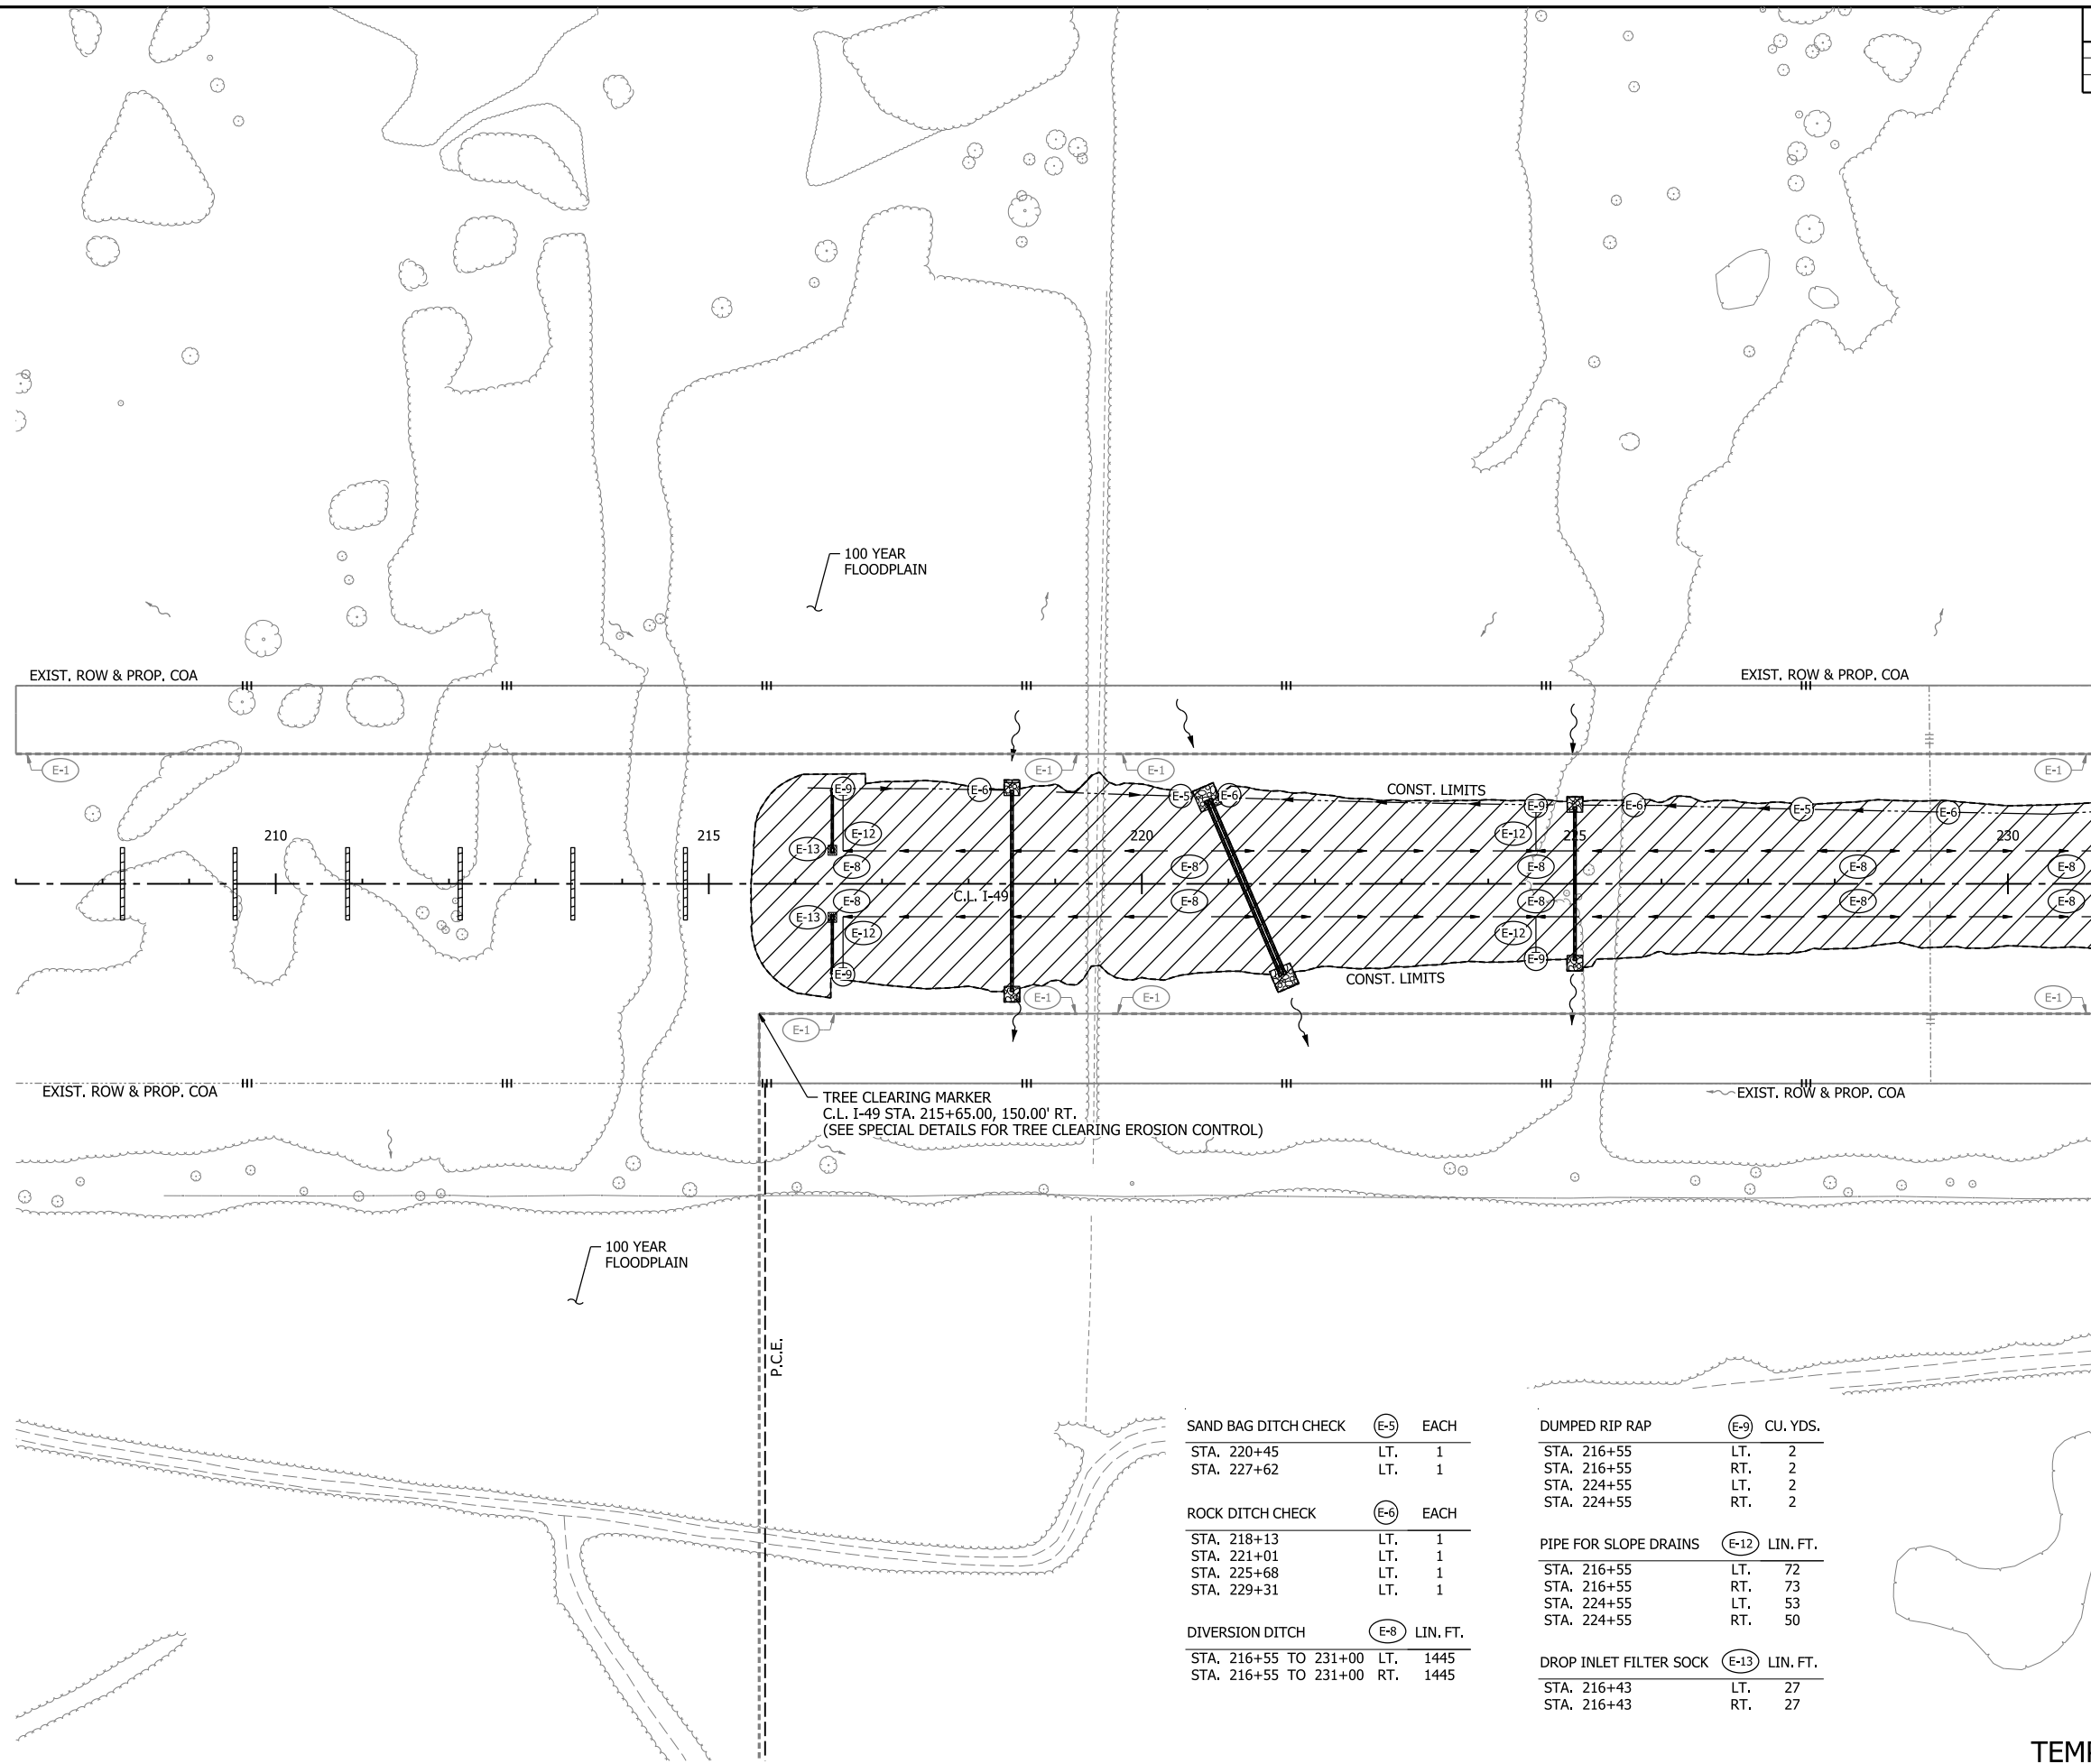 100 YEAR
FLOODPLAIN
EXIST. ROW & PROP. COA
EXIST. ROW & PROP. COA
E-1
E-1
E-1
E-1
E-9
E-6
E-5
E-6
CONST. LIMITS
E-9
E-6
E-5
E-6
210
215
E-13
E-12
220
E-12
225
230
E-8
E-8
E-8
E-8
E-8
C.L. I-49
E-8
E-8
E-8
E-8
E-8
E-13
E-12
E-12
E-9
E-9
CONST. LIMITS
E-1
E-1
E-1
E-1
EXIST. ROW & PROP. COA
EXIST. ROW & PROP. COA
TREE CLEARING MARKER
C.L. I-49 STA. 215+65.00, 150.00' RT.
(SEE SPECIAL DETAILS FOR TREE CLEARING EROSION CONTROL)
100 YEAR
FLOODPLAIN
P.C.E.
SAND BAG DITCH CHECK E-5 EACH
STA. 220+45 LT. 1
STA. 227+62 LT. 1
ROCK DITCH CHECK E-6 EACH
STA. 218+13 LT. 1
STA. 221+01 LT. 1
STA. 225+68 LT. 1
STA. 229+31 LT. 1
DIVERSION DITCH E-8 LIN. FT.
STA. 216+55 TO 231+00 LT. 1445
STA. 216+55 TO 231+00 RT. 1445
DUMPED RIP RAP E-9 CU. YDS.
STA. 216+55 LT. 2
STA. 216+55 RT. 2
STA. 224+55 LT. 2
STA. 224+55 RT. 2
PIPE FOR SLOPE DRAINS E-12 LIN. FT.
STA. 216+55 LT. 72
STA. 216+55 RT. 73
STA. 224+55 LT. 53
STA. 224+55 RT. 50
DROP INLET FILTER SOCK E-13 LIN. FT.
STA. 216+43 LT. 27
STA. 216+43 RT. 27